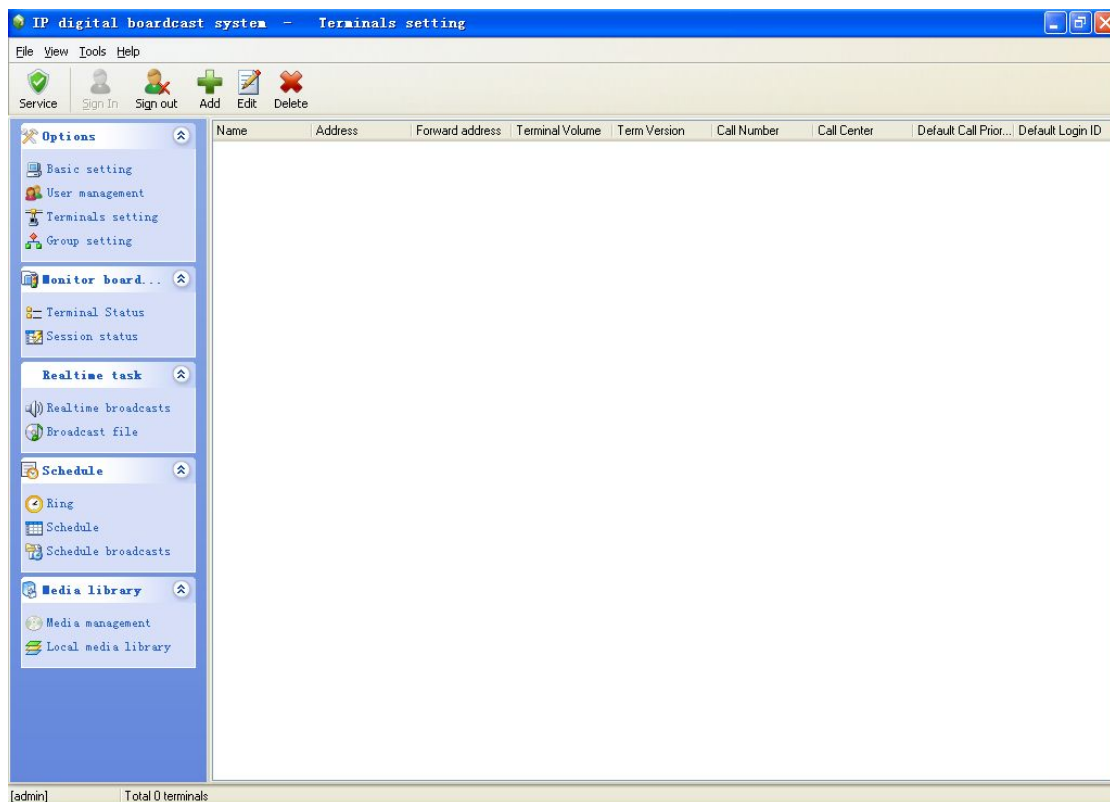 IP digital boardcast system - Terminals setting
File View Tools Help
Service Sign In Sign out Add Edit Delete
Options
Basic setting
User management
Terminals setting
Group setting
Monitor board...
Terminal Status
Session status
Realtime task
Realtime broadcasts
Broadcast file
Schedule
Ring
Schedule
Schedule broadcasts
Media library
Media management
Local media library
Name Address Forward address Terminal Volume Term Version Call Number Call Center Default Call Prior... Default Login ID
[admin] Total 0 terminals